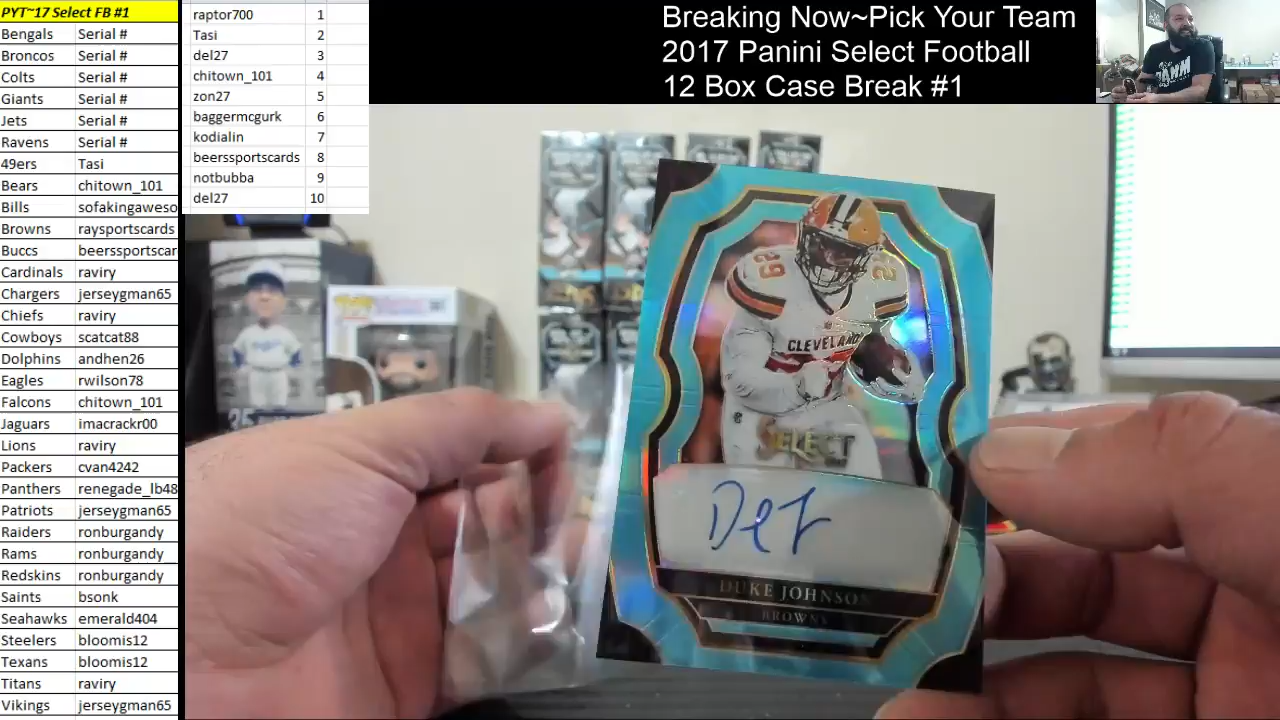 PYT~17 Select FB #1
Bengals Serial #
Broncos Serial #
Colts Serial #
Giants Serial #
Jets Serial #
Ravens Serial #
49ers Tasi
Bears chitown_101
Bills sofakingaweso
Browns raysportscards
Buccs beerssportscar
Cardinals raviry
Chargers jerseygman65
Chiefs raviry
Cowboys scatcat88
Dolphins andhen26
Eagles rwilson78
Falcons chitown_101
Jaguars imacrackr00
Lions raviry
Packers cvan4242
Panthers renegade_lb48
Patriots jerseygman65
Raiders ronburgandy
Rams ronburgandy
Redskins ronburgandy
Saints bsonk
Seahawks emerald404
Steelers bloomis12
Texans bloomis12
Titans raviry
Vikings jerseygman65
raptor700 1
Tasi 2
del27 3
chitown_101 4
zon27 5
baggermcgurk 6
kodialin 7
beerssportscards 8
notbubba 9
del27 10
Breaking Now~Pick Your Team
2017 Panini Select Football
12 Box Case Break #1
29
CLEVELAND
SELECT
DUKE JOHNSON
BROWNS
35